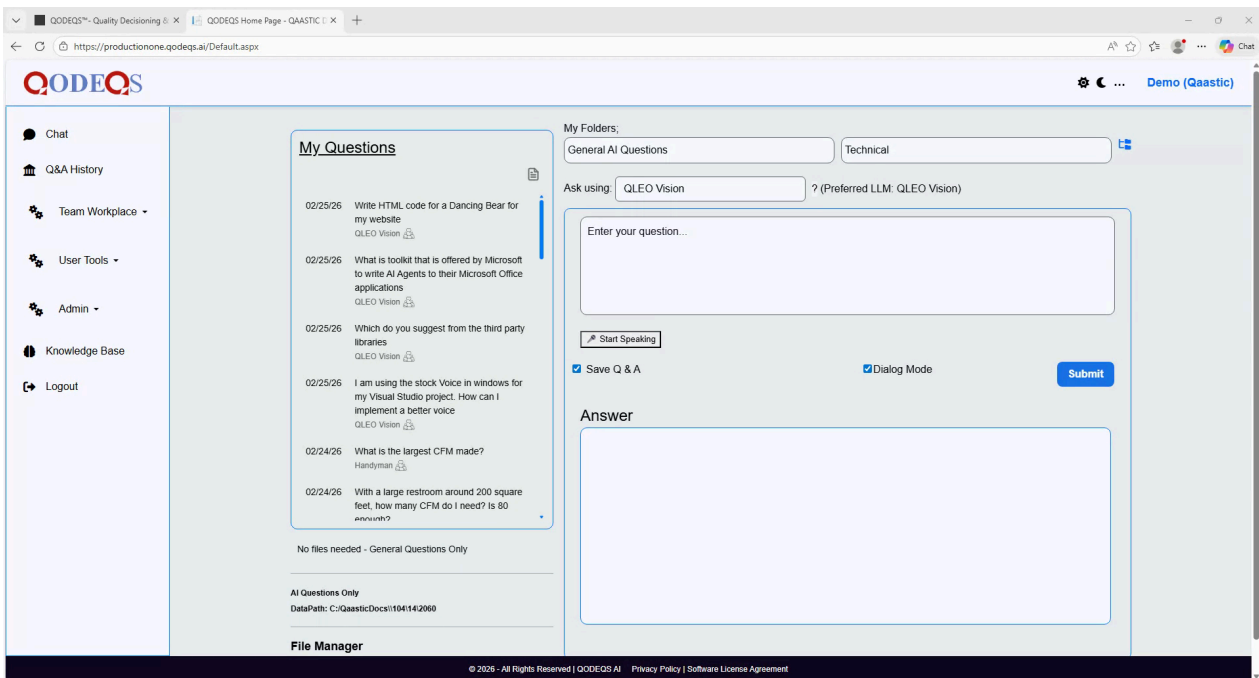 QODEQS™- Quality Decisioning &
QODEQS Home Page - QAASTIC D
https://productionone.qodeqs.ai/Default.aspx
Chat
QODEQS
...
Demo (Qaastic)
Chat
Q&A History
Team Workplace
User Tools
Admin
Knowledge Base
Logout
My Questions
02/25/26 Write HTML code for a Dancing Bear for
my website
QLEO Vision
02/25/26 What is toolkit that is offered by Microsoft
to write AI Agents to their Microsoft Office
applications
QLEO Vision
02/25/26 Which do you suggest from the third party
libraries
QLEO Vision
02/25/26 I am using the stock Voice in windows for
my Visual Studio project. How can I
implement a better voice
QLEO Vision
02/24/26 What is the largest CFM made?
Handyman
02/24/26 With a large restroom around 200 square
feet, how many CFM do I need? Is 80
enough?
No files needed - General Questions Only
AI Questions Only
DataPath: C:/QaasticDocs\\104\14\2060
File Manager
My Folders;
General AI Questions
Technical
Ask using: QLEO Vision ? (Preferred LLM: QLEO Vision)
Enter your question...
Start Speaking
Save Q & A
Dialog Mode
Submit
Answer
© 2026 - All Rights Reserved | QODEQS AI Privacy Policy | Software License Agreement